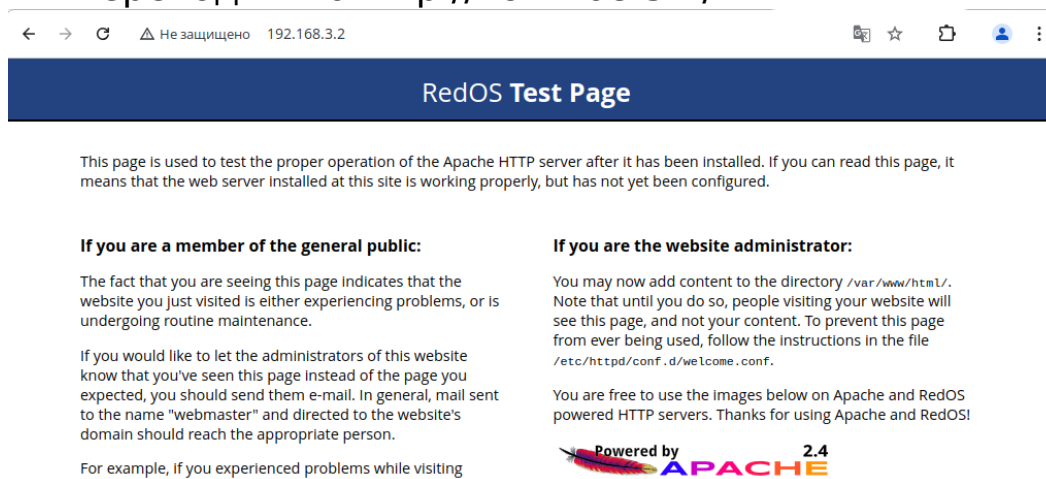 Не защищено 192.168.3.2
RedOS Test Page
This page is used to test the proper operation of the Apache HTTP server after it has been installed. If you can read this page, it
means that the web server installed at this site is working properly, but has not yet been configured.
If you are a member of the general public:
The fact that you are seeing this page indicates that the
website you just visited is either experiencing problems, or is
undergoing routine maintenance.
If you would like to let the administrators of this website
know that you've seen this page instead of the page you
expected, you should send them e-mail. In general, mail sent
to the name "webmaster" and directed to the website's
domain should reach the appropriate person.
For example, if you experienced problems while visiting
If you are the website administrator:
You may now add content to the directory /var/www/html/.
Note that until you do so, people visiting your website will
see this page, and not your content. To prevent this page
from ever being used, follow the instructions in the file
/etc/httpd/conf.d/welcome.conf.
You are free to use the images below on Apache and RedOS
powered HTTP servers. Thanks for using Apache and RedOS!
Powered by 2.4
APACHE